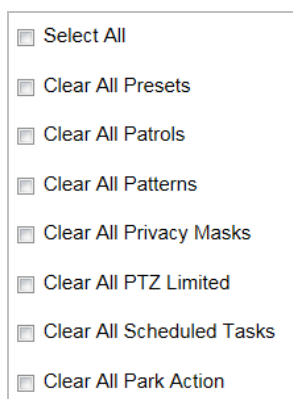 Select All
Clear All Presets
Clear All Patrols
Clear All Patterns
Clear All Privacy Masks
Clear All PTZ Limited
Clear All Scheduled Tasks
Clear All Park Action